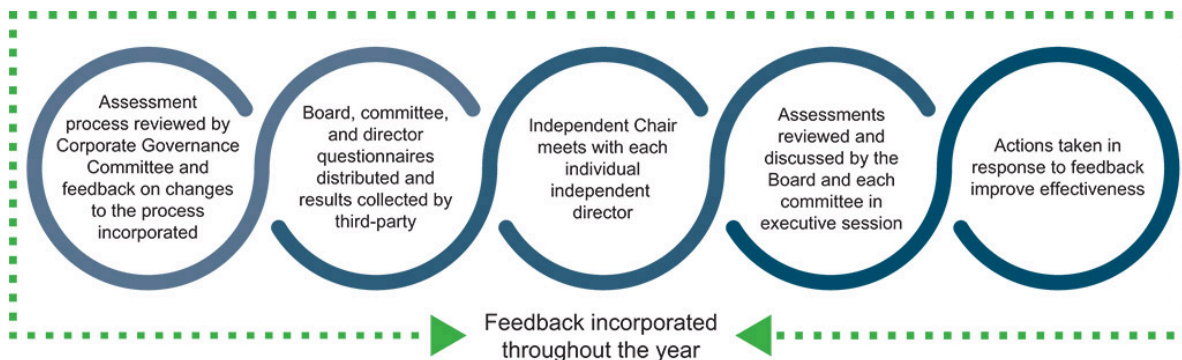 Assessment
process reviewed by
Corporate Governance
Committee and
feedback on changes
to the process
incorporated
Board, committee,
and director
questionnaires
distributed and
results collected by
third-party
Independent Chair
meets with each
individual
independent
director
Assessments
reviewed and
discussed by the
Board and each
committee in
executive session
Actions taken in
response to feedback
improve effectiveness
Feedback incorporated
throughout the year